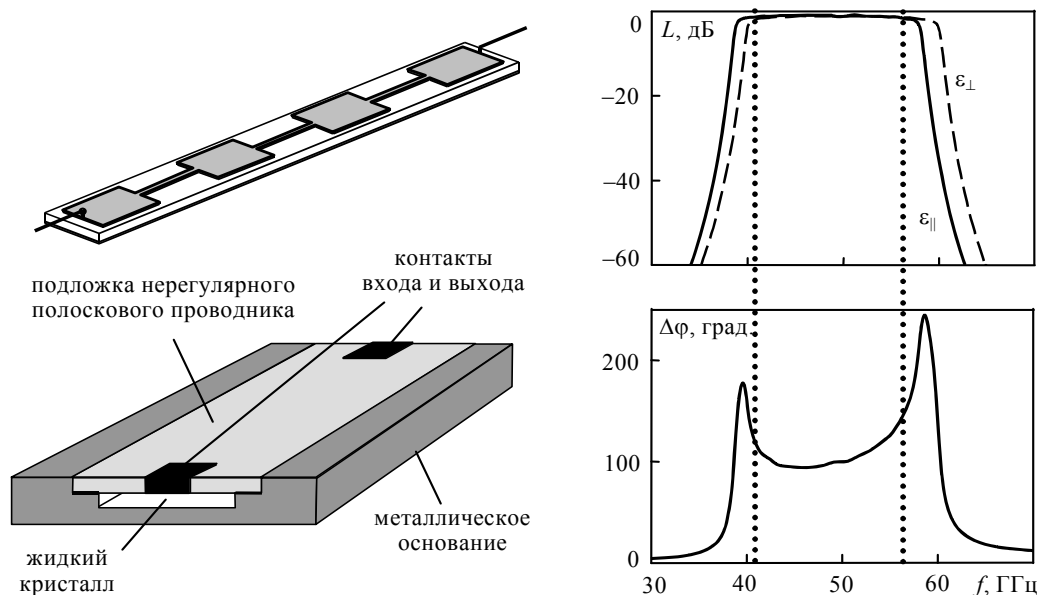 контакты
входа и выхода
подложка нерегулярного
полоскового проводника
металлическое
основание
жидкий
кристалл
L, дБ
0
–20
–40
–60
ε⊥
ε||
Δφ, град.
200
100
0
30
40
50
60
f, ГГц